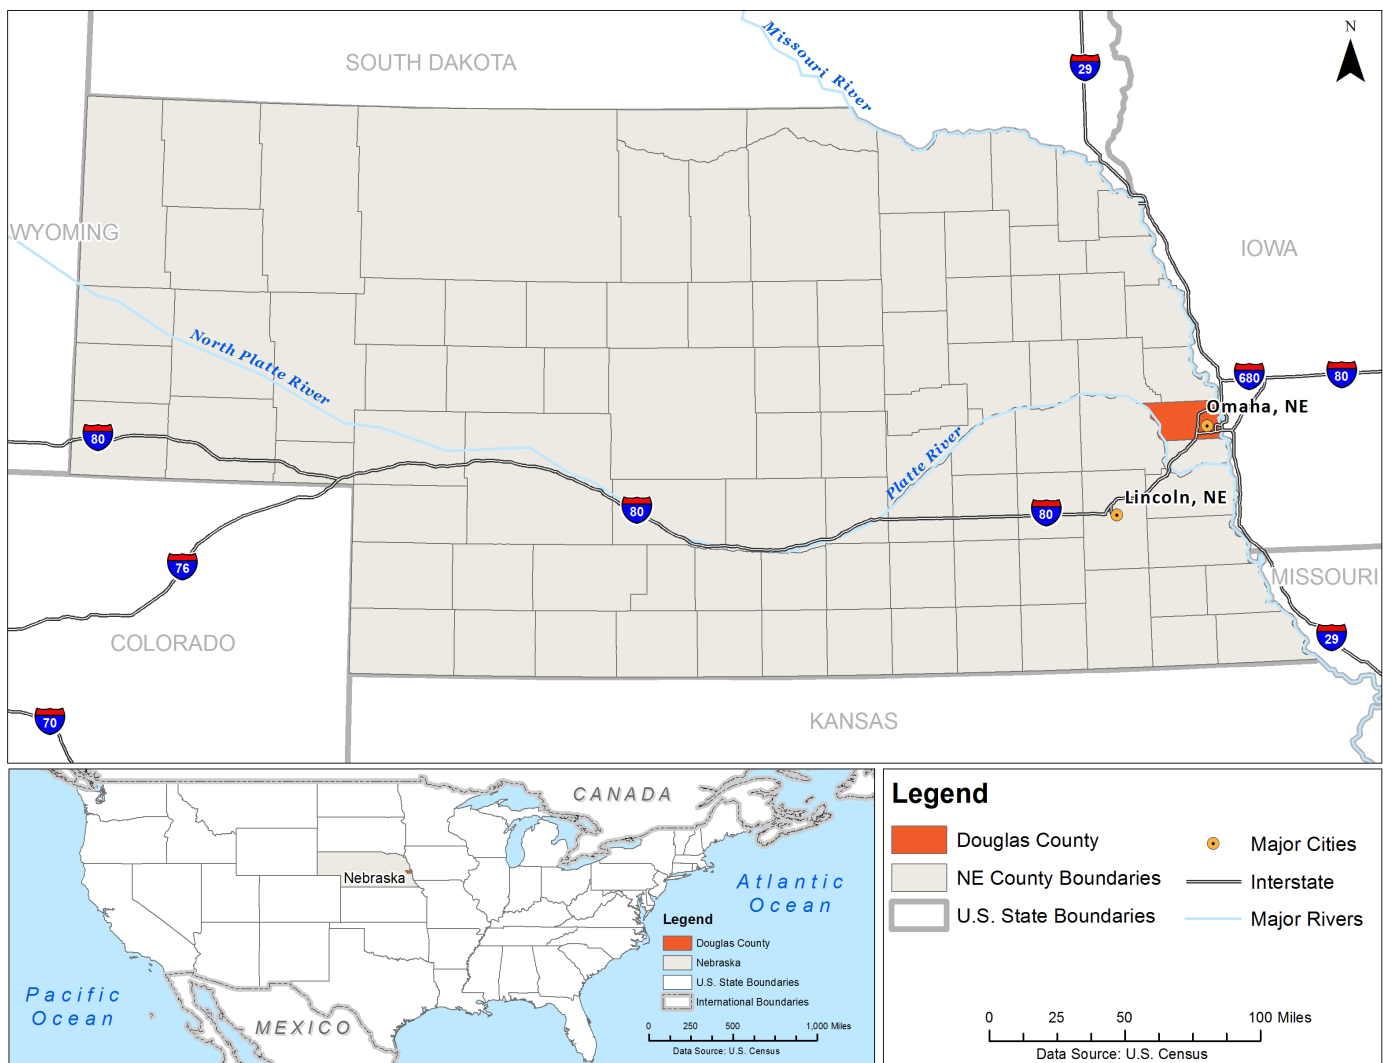 N
SOUTH DAKOTA
Missouri River
29
WYOMING
IOWA
North Platte River
680
80
Omaha, NE
80
Platte River
Lincoln, NE
80
80
76
MISSOURI
COLORADO
29
70
KANSAS
CANADA
Nebraska
Atlantic
Ocean
Legend
Douglas County
Nebraska
U.S. State Boundaries
International Boundaries
Pacific
Ocean
MEXICO
0 250 500 1,000 Miles
Data Source: U.S. Census
Legend
Douglas County
NE County Boundaries
U.S. State Boundaries
Major Cities
Interstate
Major Rivers
0 25 50 100 Miles
Data Source: U.S. Census